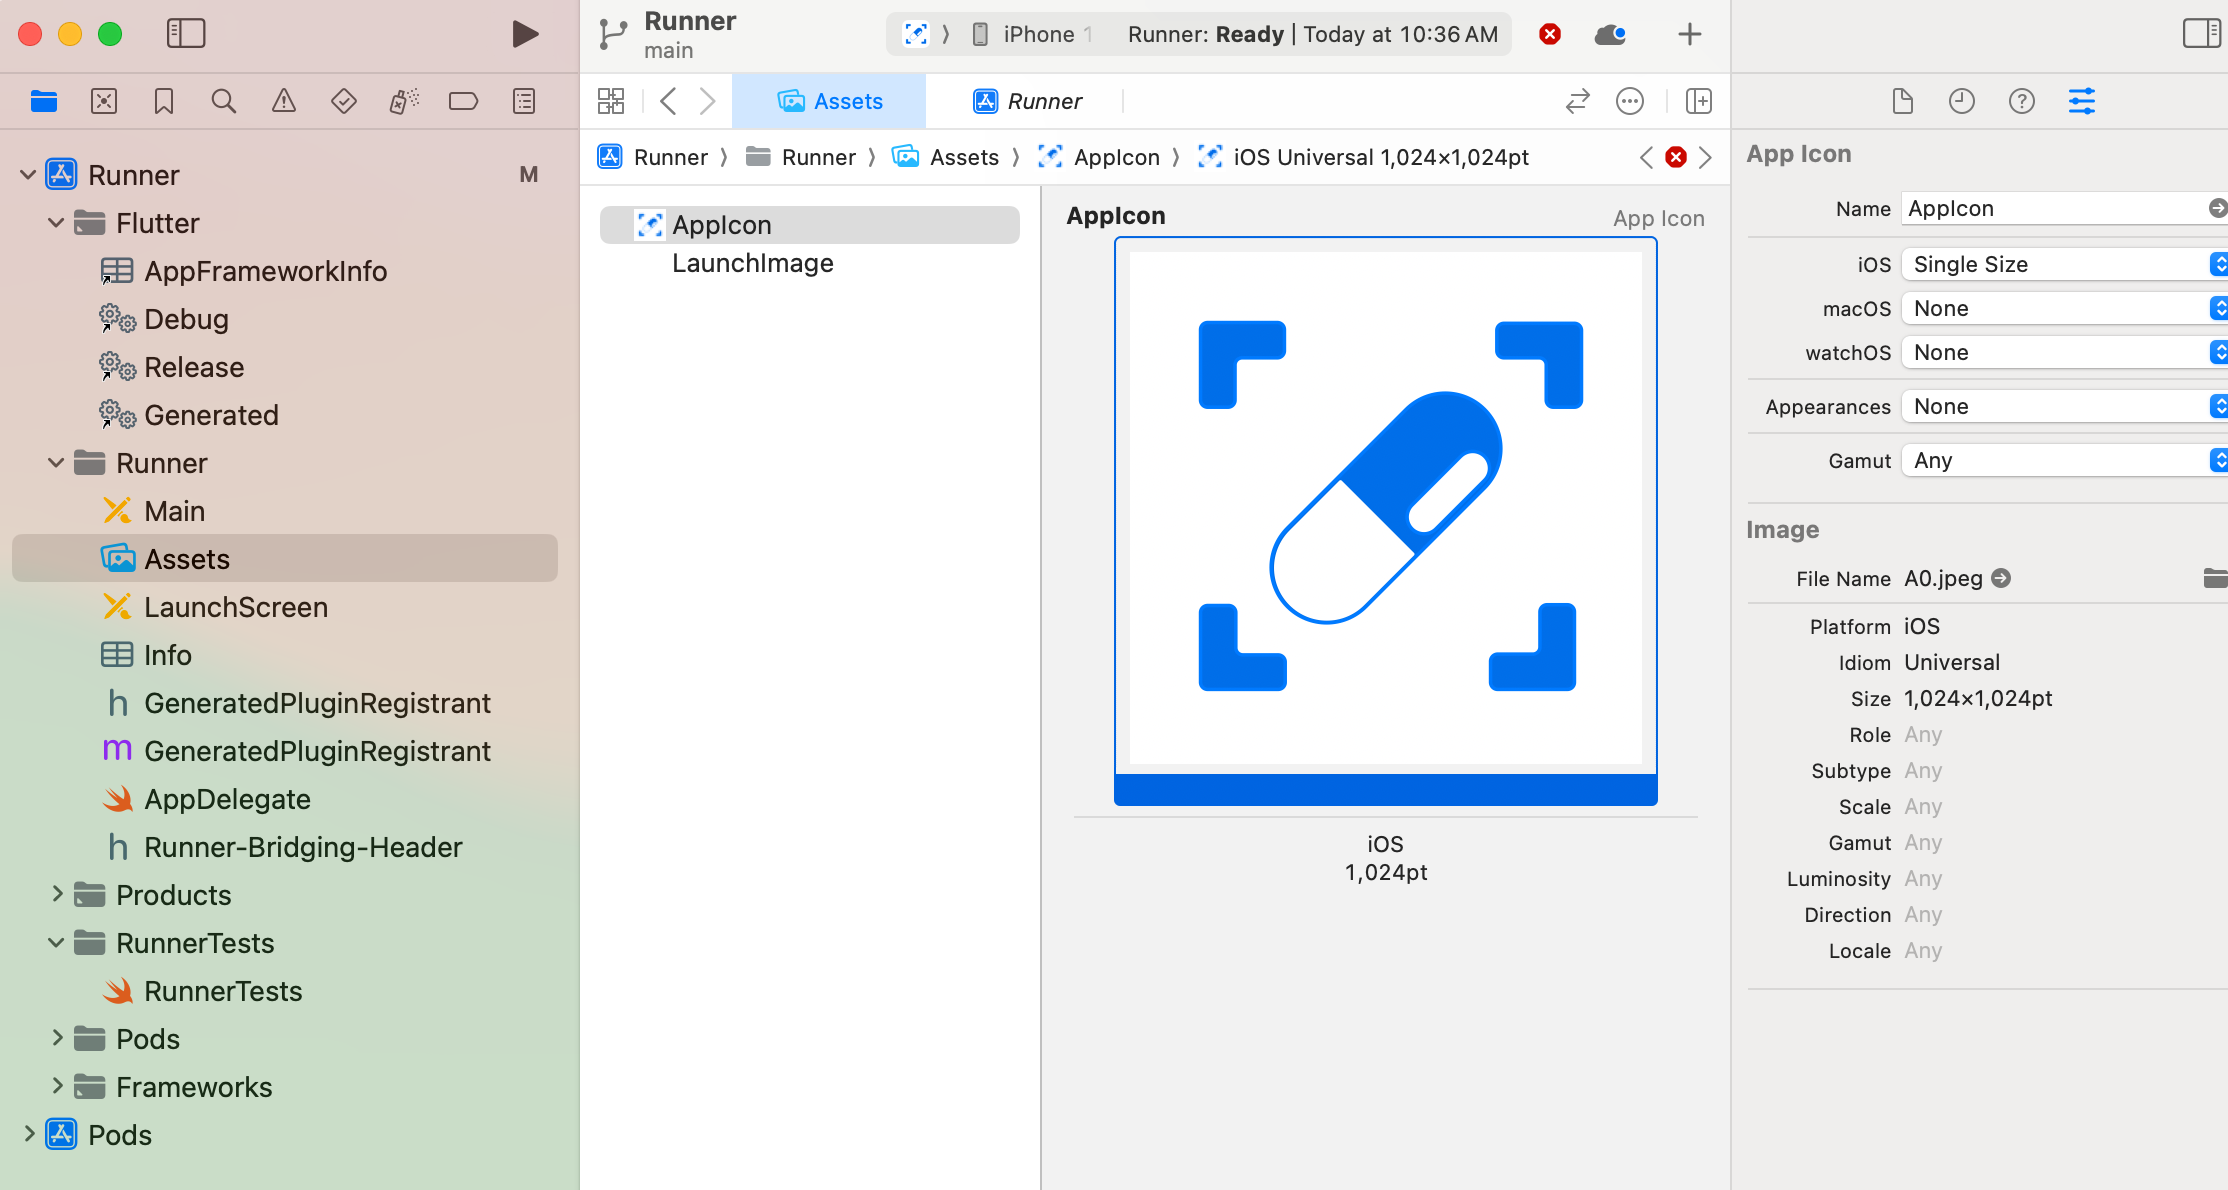 Runner
main
iPhone 1
Runner: Ready | Today at 10:36 AM
Assets
Runner
Runner
Runner
Assets
AppIcon
iOS Universal 1,024×1,024pt
Runner
M
Flutter
AppFrameworkInfo
Debug
Release
Generated
Runner
Main
Assets
LaunchScreen
Info
h GeneratedPluginRegistrant
m GeneratedPluginRegistrant
AppDelegate
h Runner-Bridging-Header
Products
RunnerTests
RunnerTests
Pods
Frameworks
Pods
AppIcon
LaunchImage
AppIcon
App Icon
iOS
1,024pt
App Icon
Name AppIcon
iOS Single Size
macOS None
watchOS None
Appearances None
Gamut Any
Image
File Name A0.jpeg
Platform iOS
Idiom Universal
Size 1,024×1,024pt
Role Any
Subtype Any
Scale Any
Gamut Any
Luminosity Any
Direction Any
Locale Any